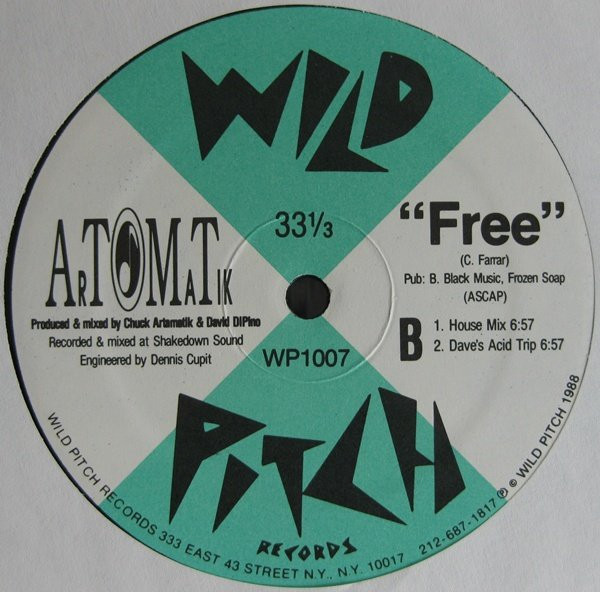 WILD
33⅓
ARTOMATIK
Produced & mixed by Chuck Artamatik & David DiPino
Recorded & mixed at Shakedown Sound
Engineered by Dennis Cupit
"Free"
(C. Farrar)
Pub: B. Black Music, Frozen Soap
(ASCAP)
B
1. House Mix 6:57
2. Dave's Acid Trip 6:57
WP1007
PITCH
RECORDS
WILD PITCH RECORDS 333 EAST 43 STREET N.Y., N.Y. 10017 212-687-1817 ℗ © WILD PITCH 1988